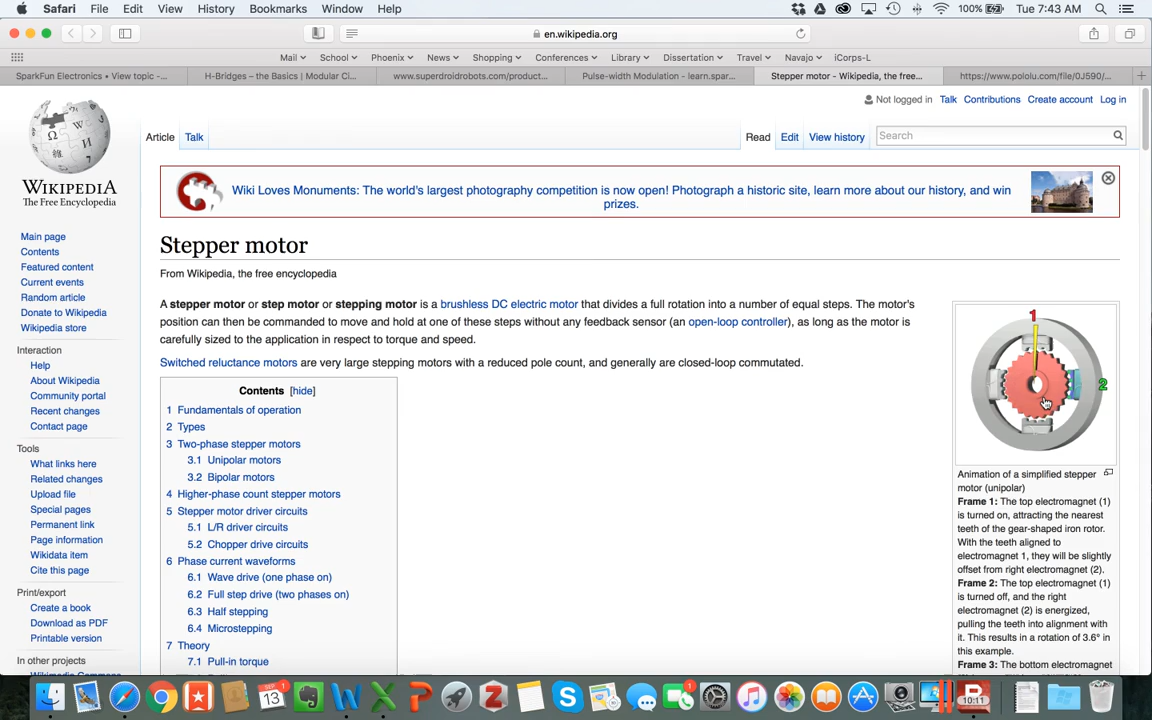 Safari File Edit View History Bookmarks Window Help 100% Tue 7:43 AM
en.wikipedia.org
Mail School Phoenix News Shopping Conferences Library Dissertation Travel Navajo iCorps-L
SparkFun Electronics • View topic -... H-Bridges – the Basics | Modular Ci... www.superdroidrobots.com/product... Pulse-width Modulation - learn.spar... Stepper motor - Wikipedia, the free... https://www.pololu.com/file/0J590/...
Not logged in Talk Contributions Create account Log in
Article Talk Read Edit View history Search
WIKIPEDIA
The Free Encyclopedia
Main page
Contents
Featured content
Current events
Random article
Donate to Wikipedia
Wikipedia store
Interaction
Help
About Wikipedia
Community portal
Recent changes
Contact page
Tools
What links here
Related changes
Upload file
Special pages
Permanent link
Page information
Wikidata item
Cite this page
Print/export
Create a book
Download as PDF
Printable version
In other projects
Wikimedia Commons
Wiki Loves Monuments: The world's largest photography competition is now open! Photograph a historic site, learn more about our history, and win
prizes.
Stepper motor
From Wikipedia, the free encyclopedia
A stepper motor or step motor or stepping motor is a brushless DC electric motor that divides a full rotation into a number of equal steps. The motor's
position can then be commanded to move and hold at one of these steps without any feedback sensor (an open-loop controller), as long as the motor is
carefully sized to the application in respect to torque and speed.
Switched reluctance motors are very large stepping motors with a reduced pole count, and generally are closed-loop commutated.
Contents [hide]
1 Fundamentals of operation
2 Types
3 Two-phase stepper motors
3.1 Unipolar motors
3.2 Bipolar motors
4 Higher-phase count stepper motors
5 Stepper motor driver circuits
5.1 L/R driver circuits
5.2 Chopper drive circuits
6 Phase current waveforms
6.1 Wave drive (one phase on)
6.2 Full step drive (two phases on)
6.3 Half stepping
6.4 Microstepping
7 Theory
7.1 Pull-in torque
1
2
Animation of a simplified stepper
motor (unipolar)
Frame 1: The top electromagnet (1)
is turned on, attracting the nearest
teeth of the gear-shaped iron rotor.
With the teeth aligned to
electromagnet 1, they will be slightly
offset from right electromagnet (2).
Frame 2: The top electromagnet (1)
is turned off, and the right
electromagnet (2) is energized,
pulling the teeth into alignment with
it. This results in a rotation of 3.6° in
this example.
Frame 3: The bottom electromagnet
SEP
13
1
10:11